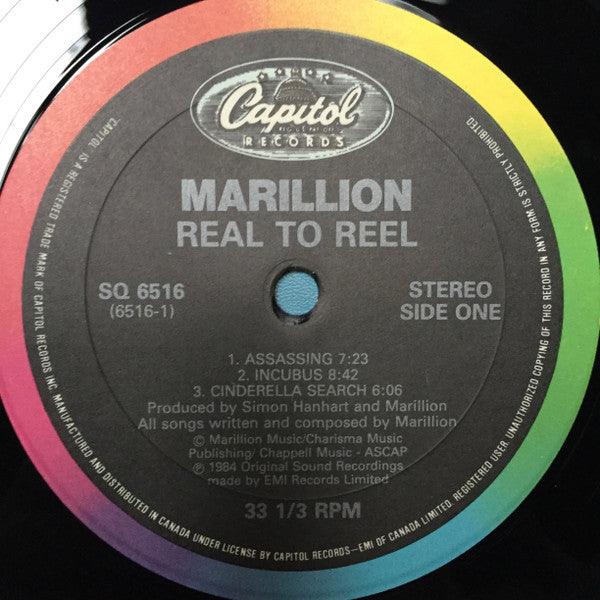 Capitol
RECORDS
MARILLION
REAL TO REEL
SQ 6516
(6516-1)
STEREO
SIDE ONE
1. ASSASSING 7:23
2. INCUBUS 8:42
3. CINDERELLA SEARCH 6:06
Produced by Simon Hanhart and Marillion
All songs written and composed by Marillion
© Marillion Music/Charisma Music
Publishing/ Chappell Music - ASCAP
℗ 1984 Original Sound Recordings
made by EMI Records Limited
33 1/3 RPM
"CAPITOL" IS A REGISTERED TRADE MARK OF CAPITOL RECORDS INC. MANUFACTURED AND DISTRIBUTED IN CANADA UNDER LICENSE BY CAPITOL RECORDS–EMI OF CANADA LIMITED. REGISTERED USER. UNAUTHORIZED COPYING OF THIS RECORD IN ANY FORM IS STRICTLY PROHIBITED